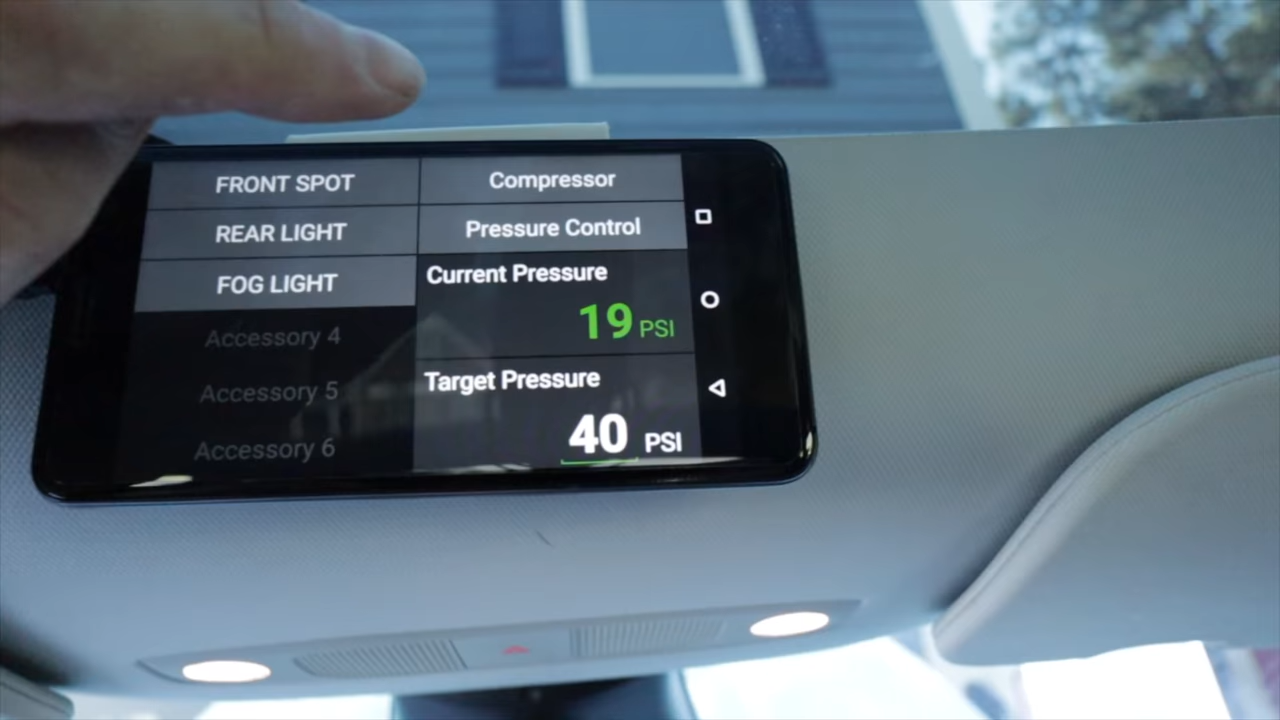 FRONT SPOT
REAR LIGHT
FOG LIGHT
Accessory 4
Accessory 5
Accessory 6
Compressor
Pressure Control
Current Pressure
19 PSI
Target Pressure
40 PSI